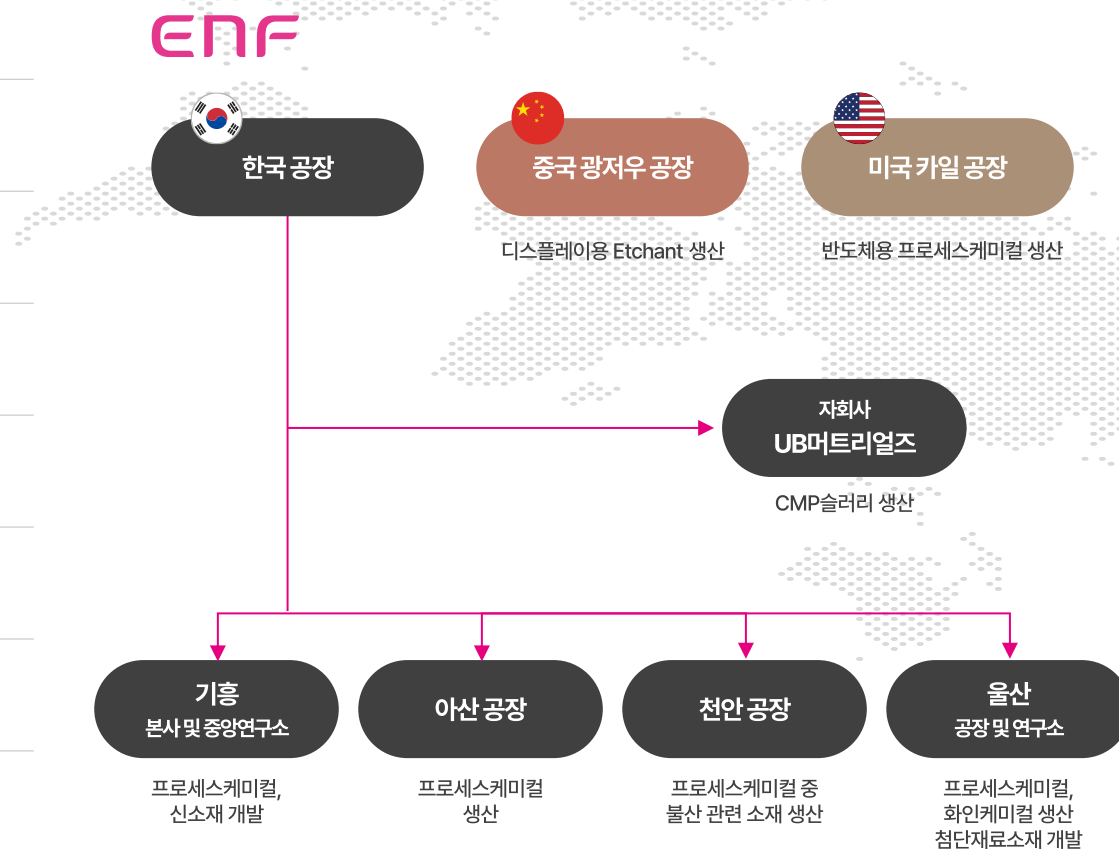 ENF
한국 공장
중국 광저우 공장
미국 카일 공장
디스플레이용 Etchant 생산
반도체용 프로세스케미컬 생산
자회사
UB머트리얼즈
CMP슬러리 생산
기흥
본사 및 중앙연구소
아산 공장
천안 공장
울산
공장 및 연구소
프로세스케미컬,
신소재 개발
프로세스케미컬
생산
프로세스케미컬 중
불산 관련 소재 생산
프로세스케미컬,
화인케미컬 생산
첨단재료소재 개발